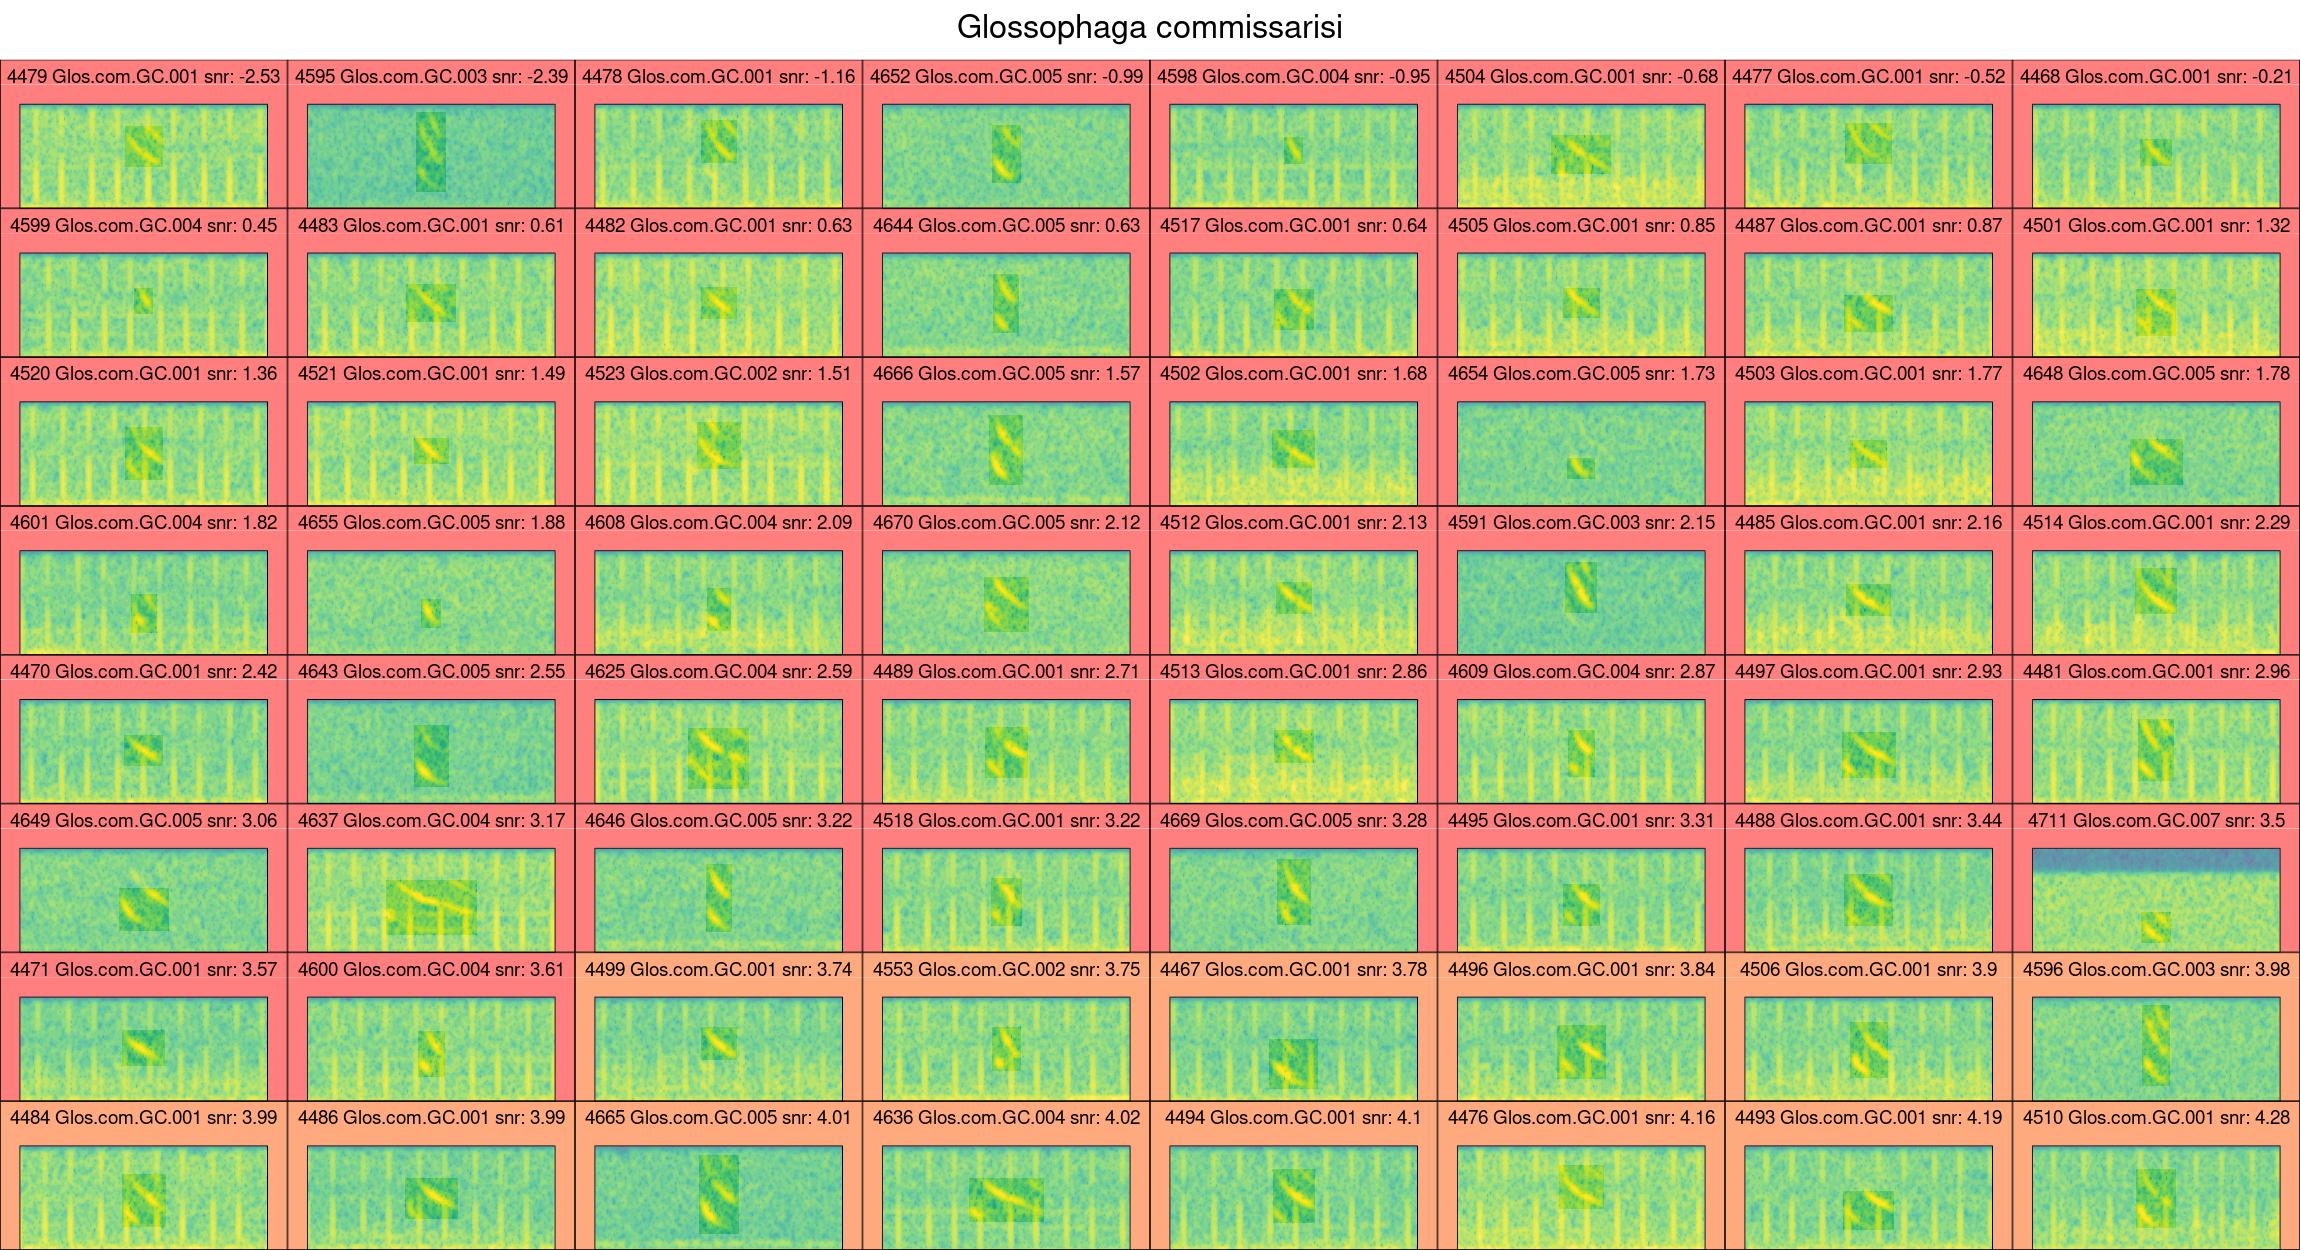 Glossophaga commissarisi
4479 Glos.com.GC.001 snr: -2.53
4595 Glos.com.GC.003 snr: -2.39
4478 Glos.com.GC.001 snr: -1.16
4652 Glos.com.GC.005 snr: -0.99
4598 Glos.com.GC.004 snr: -0.95
4504 Glos.com.GC.001 snr: -0.68
4477 Glos.com.GC.001 snr: -0.52
4468 Glos.com.GC.001 snr: -0.21
4599 Glos.com.GC.004 snr: 0.45
4483 Glos.com.GC.001 snr: 0.61
4482 Glos.com.GC.001 snr: 0.63
4644 Glos.com.GC.005 snr: 0.63
4517 Glos.com.GC.001 snr: 0.64
4505 Glos.com.GC.001 snr: 0.85
4487 Glos.com.GC.001 snr: 0.87
4501 Glos.com.GC.001 snr: 1.32
4520 Glos.com.GC.001 snr: 1.36
4521 Glos.com.GC.001 snr: 1.49
4523 Glos.com.GC.002 snr: 1.51
4666 Glos.com.GC.005 snr: 1.57
4502 Glos.com.GC.001 snr: 1.68
4654 Glos.com.GC.005 snr: 1.73
4503 Glos.com.GC.001 snr: 1.77
4648 Glos.com.GC.005 snr: 1.78
4601 Glos.com.GC.004 snr: 1.82
4655 Glos.com.GC.005 snr: 1.88
4608 Glos.com.GC.004 snr: 2.09
4670 Glos.com.GC.005 snr: 2.12
4512 Glos.com.GC.001 snr: 2.13
4591 Glos.com.GC.003 snr: 2.15
4485 Glos.com.GC.001 snr: 2.16
4514 Glos.com.GC.001 snr: 2.29
4470 Glos.com.GC.001 snr: 2.42
4643 Glos.com.GC.005 snr: 2.55
4625 Glos.com.GC.004 snr: 2.59
4489 Glos.com.GC.001 snr: 2.71
4513 Glos.com.GC.001 snr: 2.86
4609 Glos.com.GC.004 snr: 2.87
4497 Glos.com.GC.001 snr: 2.93
4481 Glos.com.GC.001 snr: 2.96
4649 Glos.com.GC.005 snr: 3.06
4637 Glos.com.GC.004 snr: 3.17
4646 Glos.com.GC.005 snr: 3.22
4518 Glos.com.GC.001 snr: 3.22
4669 Glos.com.GC.005 snr: 3.28
4495 Glos.com.GC.001 snr: 3.31
4488 Glos.com.GC.001 snr: 3.44
4711 Glos.com.GC.007 snr: 3.5
4471 Glos.com.GC.001 snr: 3.57
4600 Glos.com.GC.004 snr: 3.61
4499 Glos.com.GC.001 snr: 3.74
4553 Glos.com.GC.002 snr: 3.75
4467 Glos.com.GC.001 snr: 3.78
4496 Glos.com.GC.001 snr: 3.84
4506 Glos.com.GC.001 snr: 3.9
4596 Glos.com.GC.003 snr: 3.98
4484 Glos.com.GC.001 snr: 3.99
4486 Glos.com.GC.001 snr: 3.99
4665 Glos.com.GC.005 snr: 4.01
4636 Glos.com.GC.004 snr: 4.02
4494 Glos.com.GC.001 snr: 4.1
4476 Glos.com.GC.001 snr: 4.16
4493 Glos.com.GC.001 snr: 4.19
4510 Glos.com.GC.001 snr: 4.28